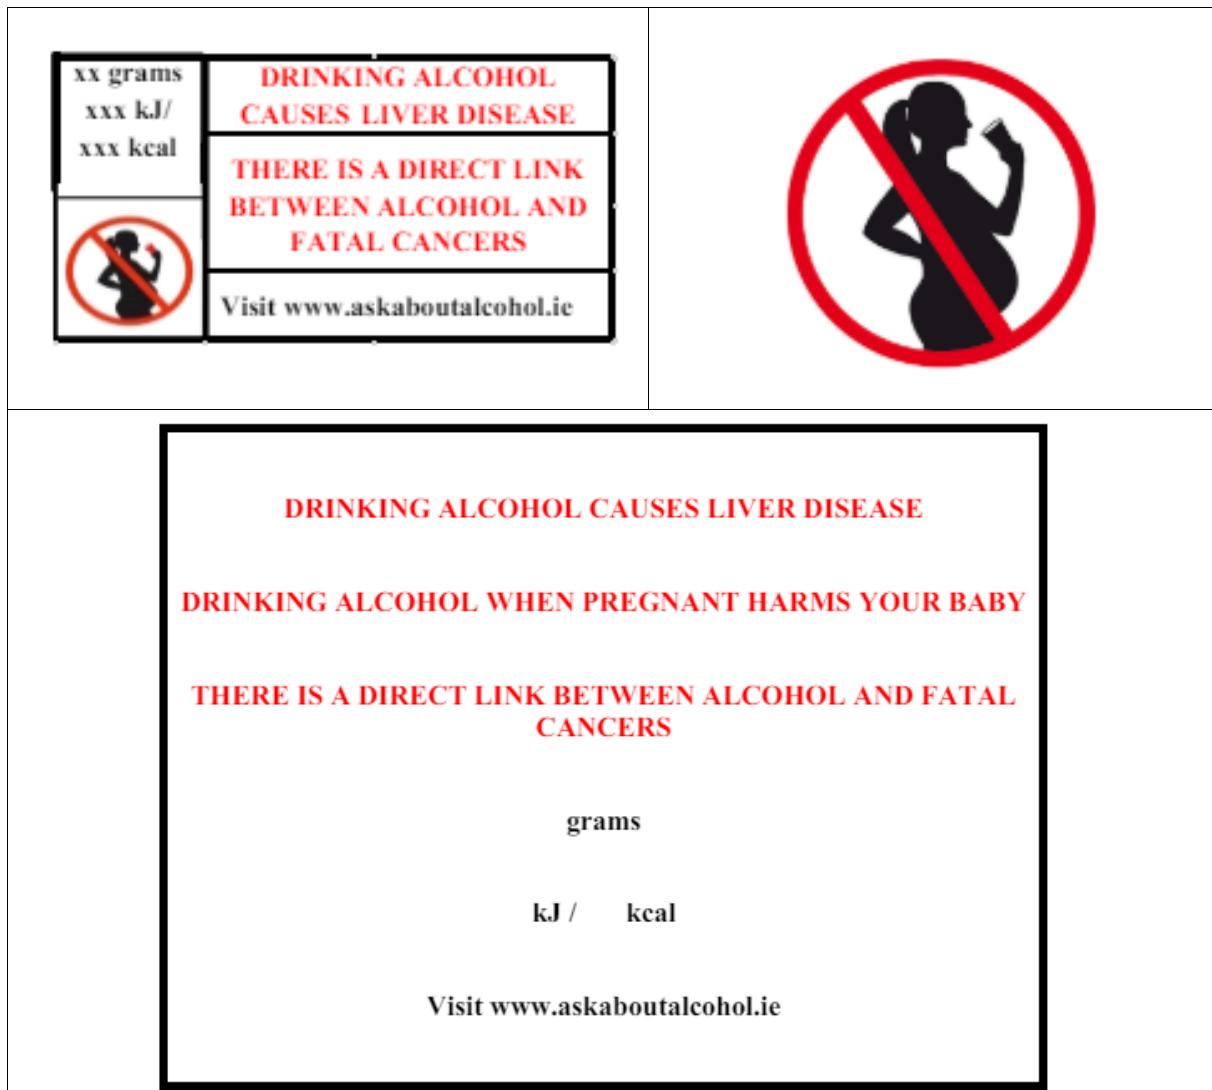 xx grams
xxx kJ/
xxx kcal
DRINKING ALCOHOL
CAUSES LIVER DISEASE
THERE IS A DIRECT LINK
BETWEEN ALCOHOL AND
FATAL CANCERS
Visit www.askaboutalcohol.ie
DRINKING ALCOHOL CAUSES LIVER DISEASE
DRINKING ALCOHOL WHEN PREGNANT HARMS YOUR BABY
THERE IS A DIRECT LINK BETWEEN ALCOHOL AND FATAL
CANCERS
grams
kJ / kcal
Visit www.askaboutalcohol.ie